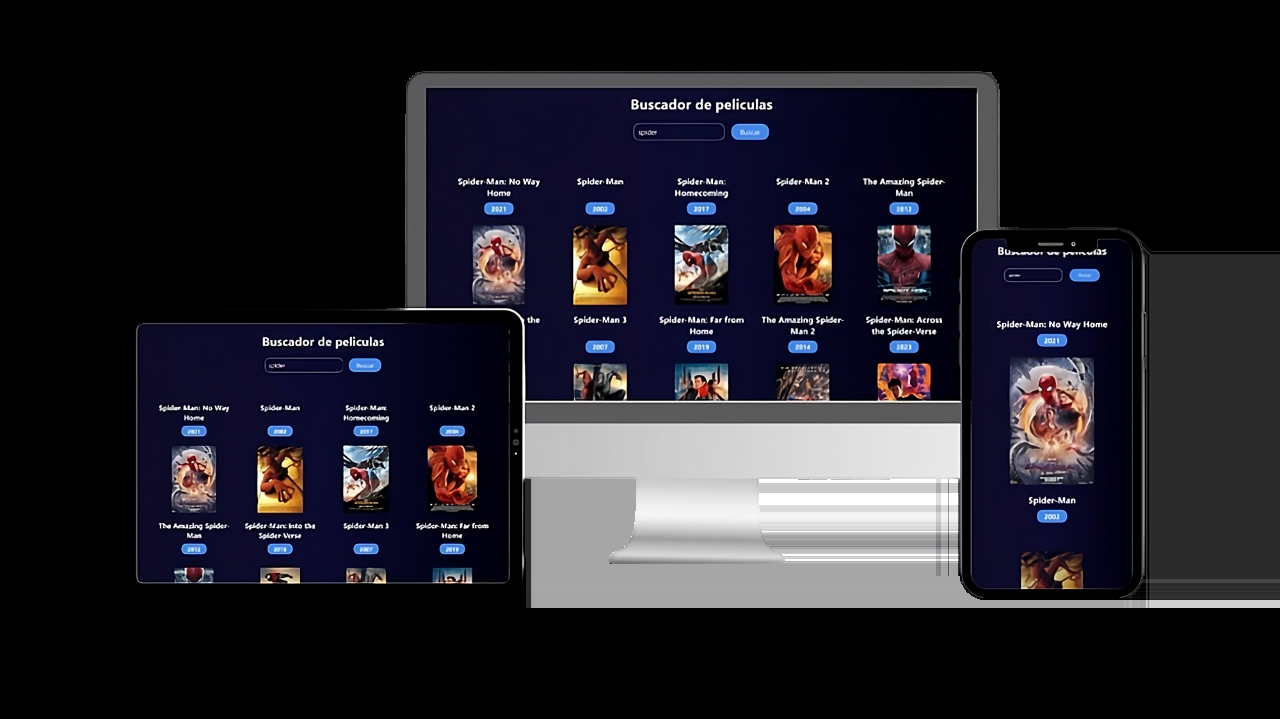 Buscador de peliculas
spider
Buscar
Spider-Man: No Way
Home
2021
Spider-Man
2002
Spider-Man:
Homecoming
2017
Spider-Man 2
2004
The Amazing Spider-
Man
2012
the
Spider-Man 3
2007
Spider-Man: Far from
Home
2019
The Amazing Spider-
Man 2
2014
Spider-Man: Across
the Spider-Verse
2023
Buscador de peliculas
spider
Buscar
Spider-Man: No Way
Home
2021
Spider-Man
2002
Spider-Man:
Homecoming
2017
Spider-Man 2
2004
The Amazing Spider-
Man
2012
Spider-Man: Into the
Spider-Verse
2018
Spider-Man 3
2007
Spider-Man: Far from
Home
2019
Buscador de peliculas
spider
Buscar
Spider-Man: No Way Home
2021
Spider-Man
2002